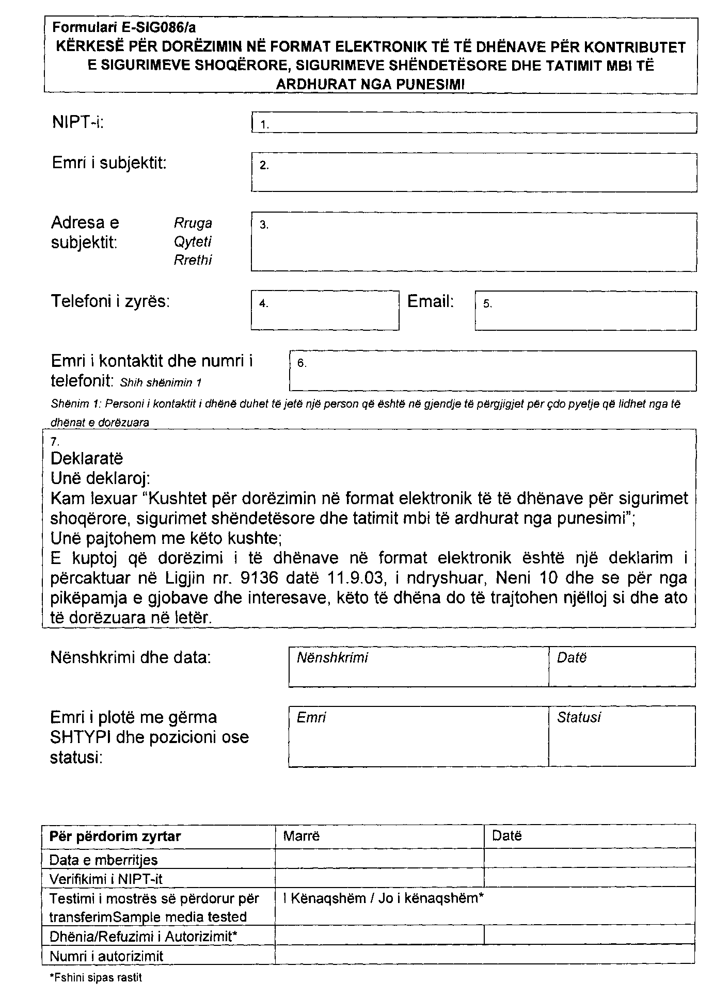 Formulari E-SIG086/a
KËRKESË PËR DORËZIMIN NË FORMAT ELEKTRONIK TË TË DHËNAVE PËR KONTRIBUTET
E SIGURIMEVE SHOQËRORE, SIGURIMEVE SHËNDETËSORE DHE TATIMIT MBI TË
ARDHURAT NGA PUNESIMI
NIPT-i: 1.
Emri i subjektit: 2.
Adresa e Rruga 3.
subjektit: Qyteti
Rrethi
Telefoni i zyrës: 4. Email: 5.
Emri i kontaktit dhe numri i 6.
telefonit: Shih shënimin 1
Shënim 1: Personi i kontaktit i dhënë duhet të jetë një person që është në gjendje të përgjigjet për çdo pyetje që lidhet nga të
dhënat e dorëzuara
7.
Deklaratë
Unë deklaroj:
Kam lexuar “Kushtet për dorëzimin në format elektronik të të dhënave për sigurimet
shoqërore, sigurimet shëndetësore dhe tatimit mbi të ardhurat nga punesimi”;
Unë pajtohem me këto kushte;
E kuptoj që dorëzimi i të dhënave në format elektronik është një deklarim i
përcaktuar në Ligjin nr. 9136 datë 11.9.03, i ndryshuar, Neni 10 dhe se për nga
pikëpamja e gjobave dhe interesave, këto të dhëna do të trajtohen njëlloj si dhe ato
të dorëzuara në letër.
Nënshkrimi dhe data: Nënshkrimi Datë
Emri i plotë me gërma Emri Statusi
SHTYPI dhe pozicioni ose
statusi:
Për përdorim zyrtar Marrë Datë
Data e mberritjes
Verifikimi i NIPT-it
Testimi i mostrës së përdorur për I Kënaqshëm / Jo i kënaqshëm*
transferimSample media tested
Dhënia/Refuzimi i Autorizimit*
Numri i autorizimit
*Fshini sipas rastit